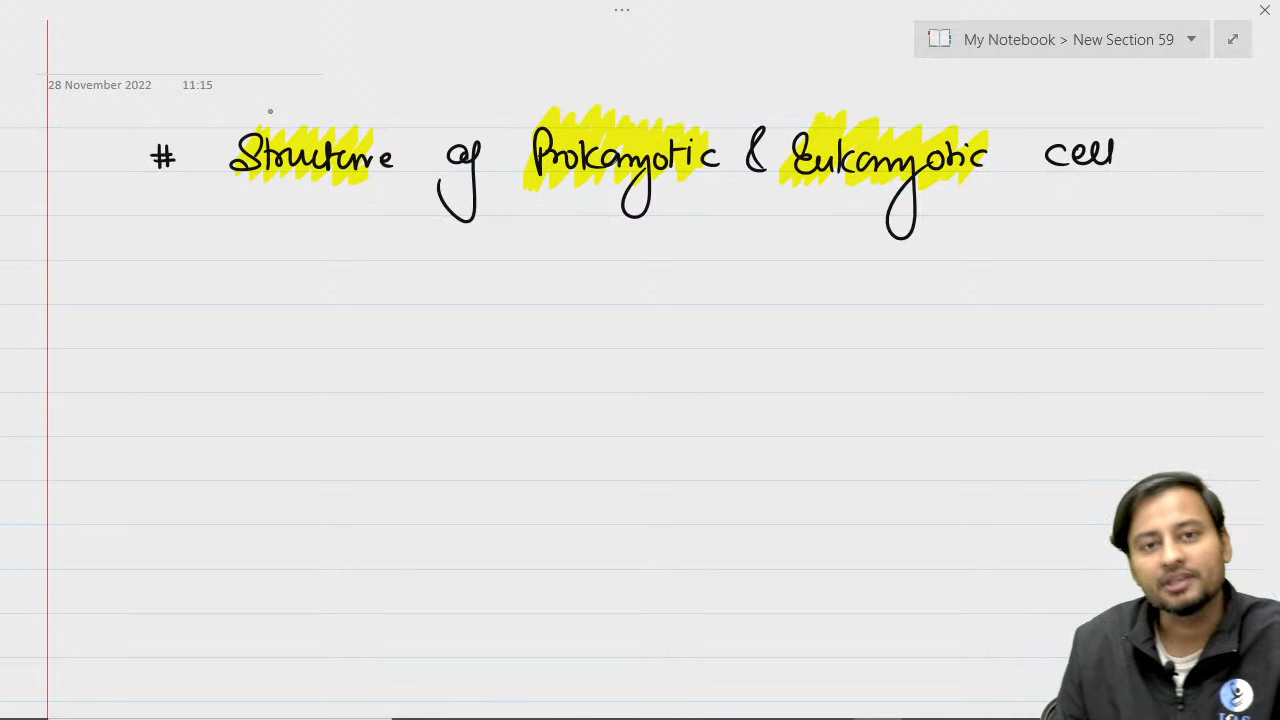 My Notebook > New Section 59
28 November 2022 11:15
# Structure of Prokaryotic & Eukaryotic cell